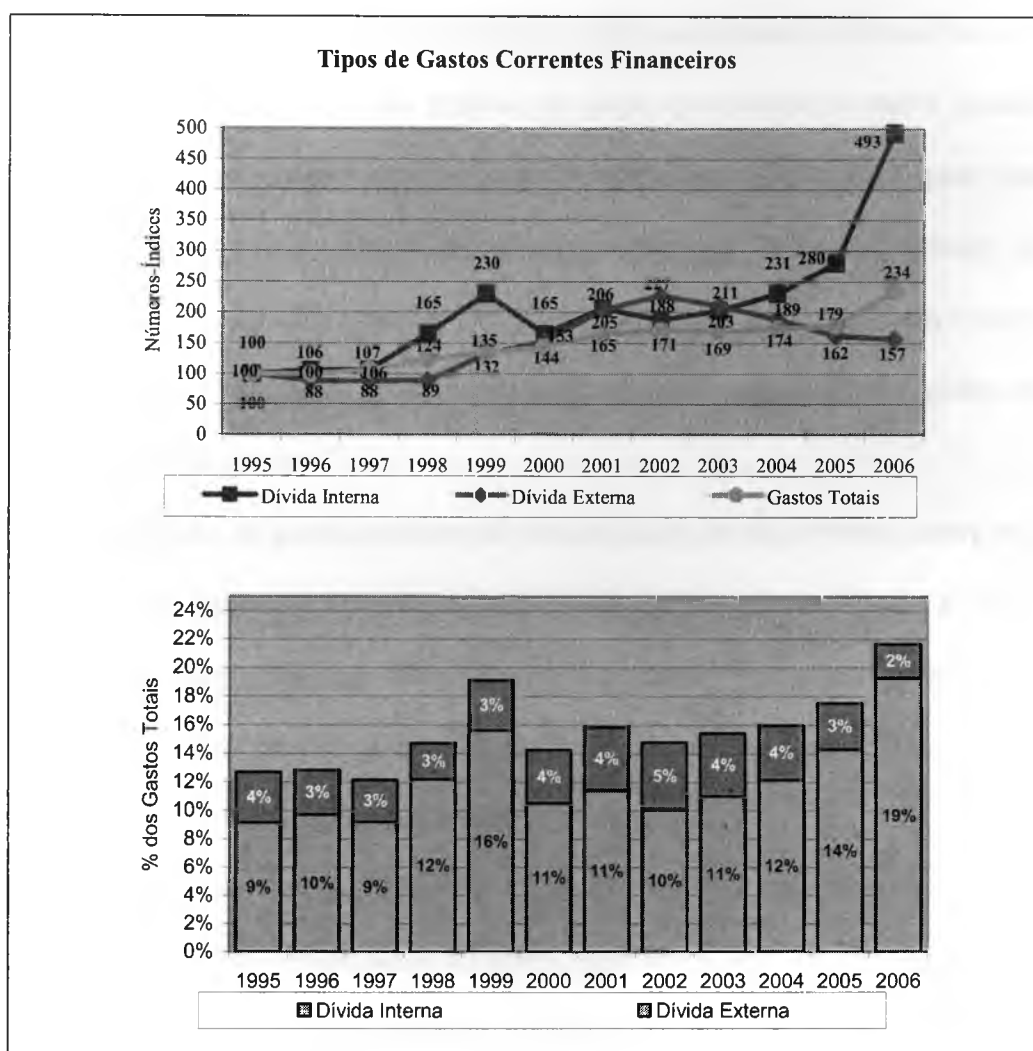 Tipos de Gastos Correntes Financeiros
Números-Índices
500
450
400
350
300
250
200
150
100
50
0
100 106 107 165 230 165 206 188 203 231 280 493
100 88 88 89 132 153 205 211 189 162 157
100 100 106 124 135 144 165 171 169 174 179 234
1995 1996 1997 1998 1999 2000 2001 2002 2003 2004 2005 2006
Dívida Interna Dívida Externa Gastos Totais
% dos Gastos Totais
24%
22%
20%
18%
16%
14%
12%
10%
8%
6%
4%
2%
0%
4% 3% 3% 3% 3% 4% 4% 5% 4% 4% 3% 2%
9% 10% 9% 12% 16% 11% 11% 10% 11% 12% 14% 19%
1995 1996 1997 1998 1999 2000 2001 2002 2003 2004 2005 2006
Dívida Interna Dívida Externa